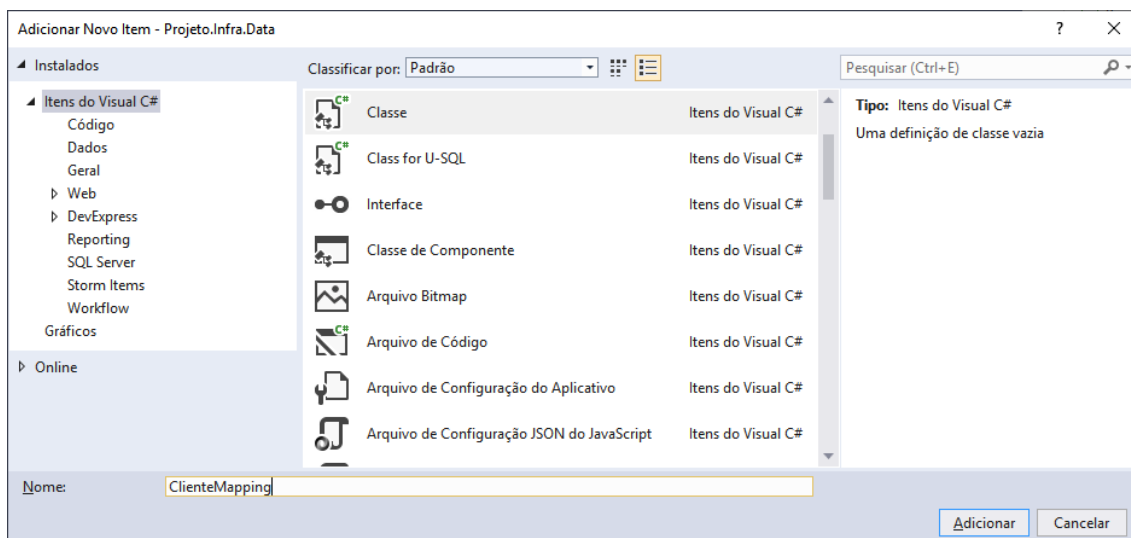 Adicionar Novo Item - Projeto.Infra.Data
? 
Instalados
Classificar por: Padrão
Pesquisar (Ctrl+E)
Itens do Visual C#
Código
Dados
Geral
Web
DevExpress
Reporting
SQL Server
Storm Items
Workflow
Gráficos
Online
C# Classe Itens do Visual C#
C# Class for U-SQL Itens do Visual C#
Interface Itens do Visual C#
Classe de Componente Itens do Visual C#
Arquivo Bitmap Itens do Visual C#
C# Arquivo de Código Itens do Visual C#
Arquivo de Configuração do Aplicativo Itens do Visual C#
Arquivo de Configuração JSON do JavaScript Itens do Visual C#
Tipo: Itens do Visual C#
Uma definição de classe vazia
Nome: ClienteMapping
Adicionar Cancelar